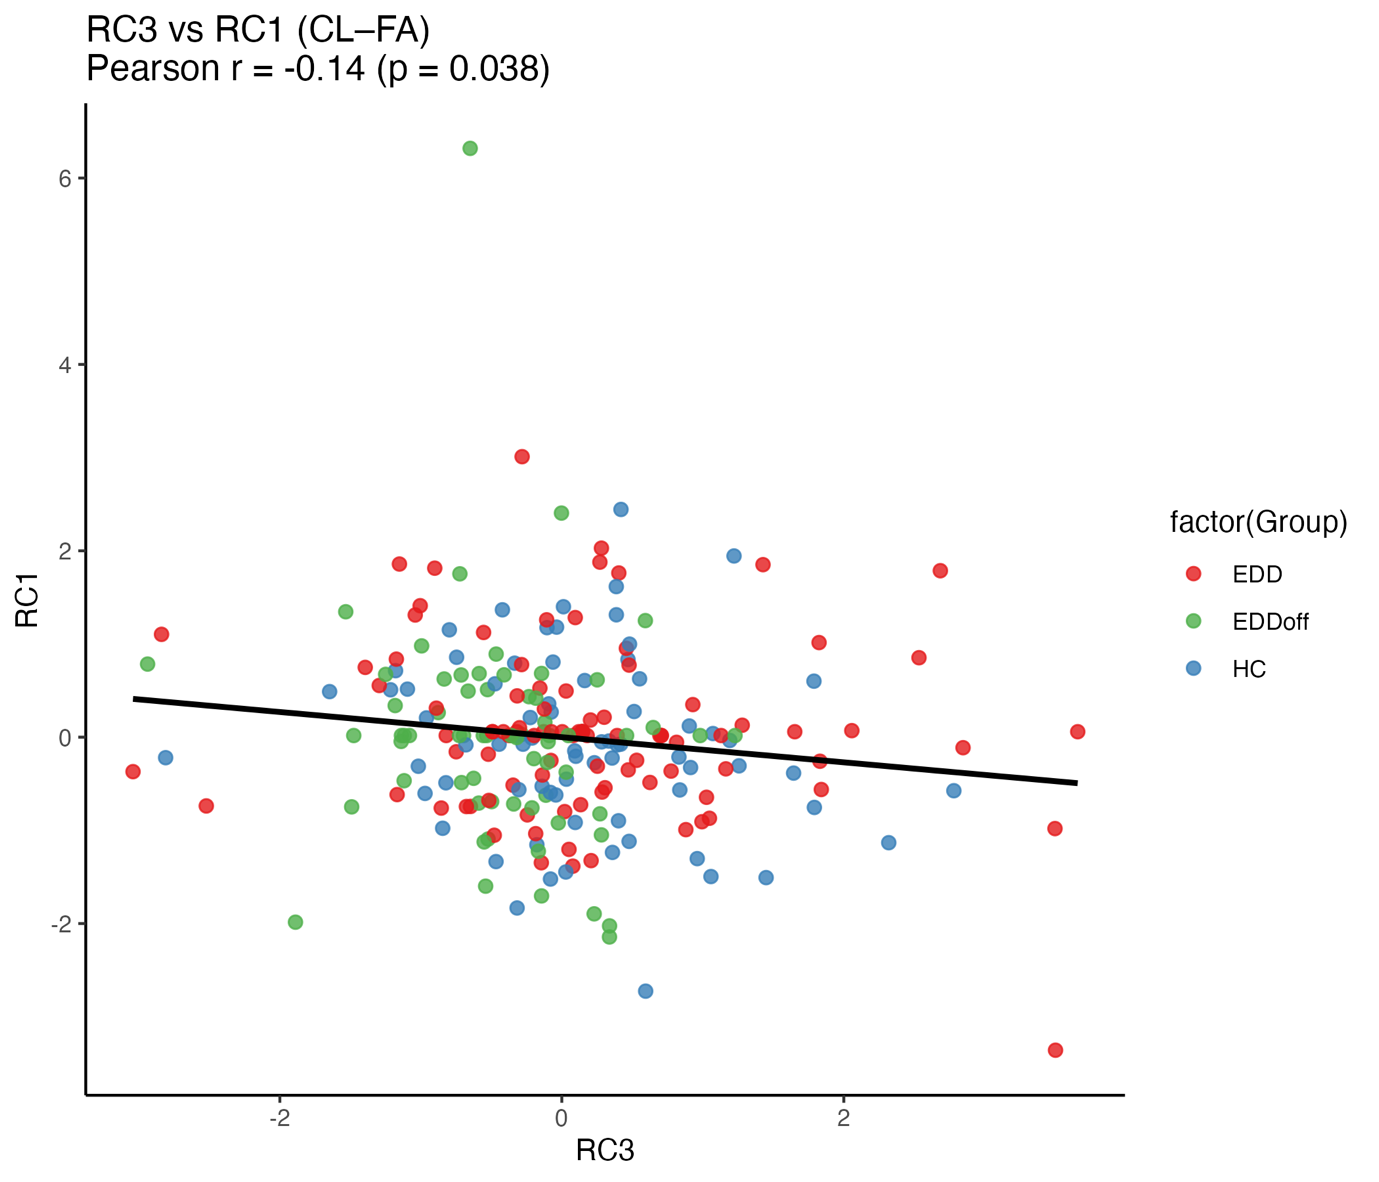 RC3 vs RC1 (CL–FA)
Pearson r = -0.14 (p = 0.038)
6
4
2
0
-2
RC1
-2
0
2
RC3
factor(Group)
EDD
EDDoff
HC